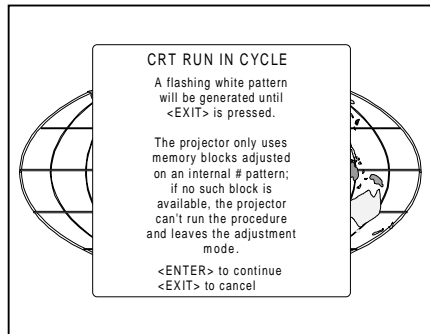 CRT RUN IN CYCLE
A flashing white pattern
will be generated until
<EXIT> is pressed.
The projector only uses
memory blocks adjusted
on an internal # pattern;
if no such block is
available, the projector
can't run the procedure
and leaves the adjustment
mode.
<ENTER> to continue
<EXIT> to cancel